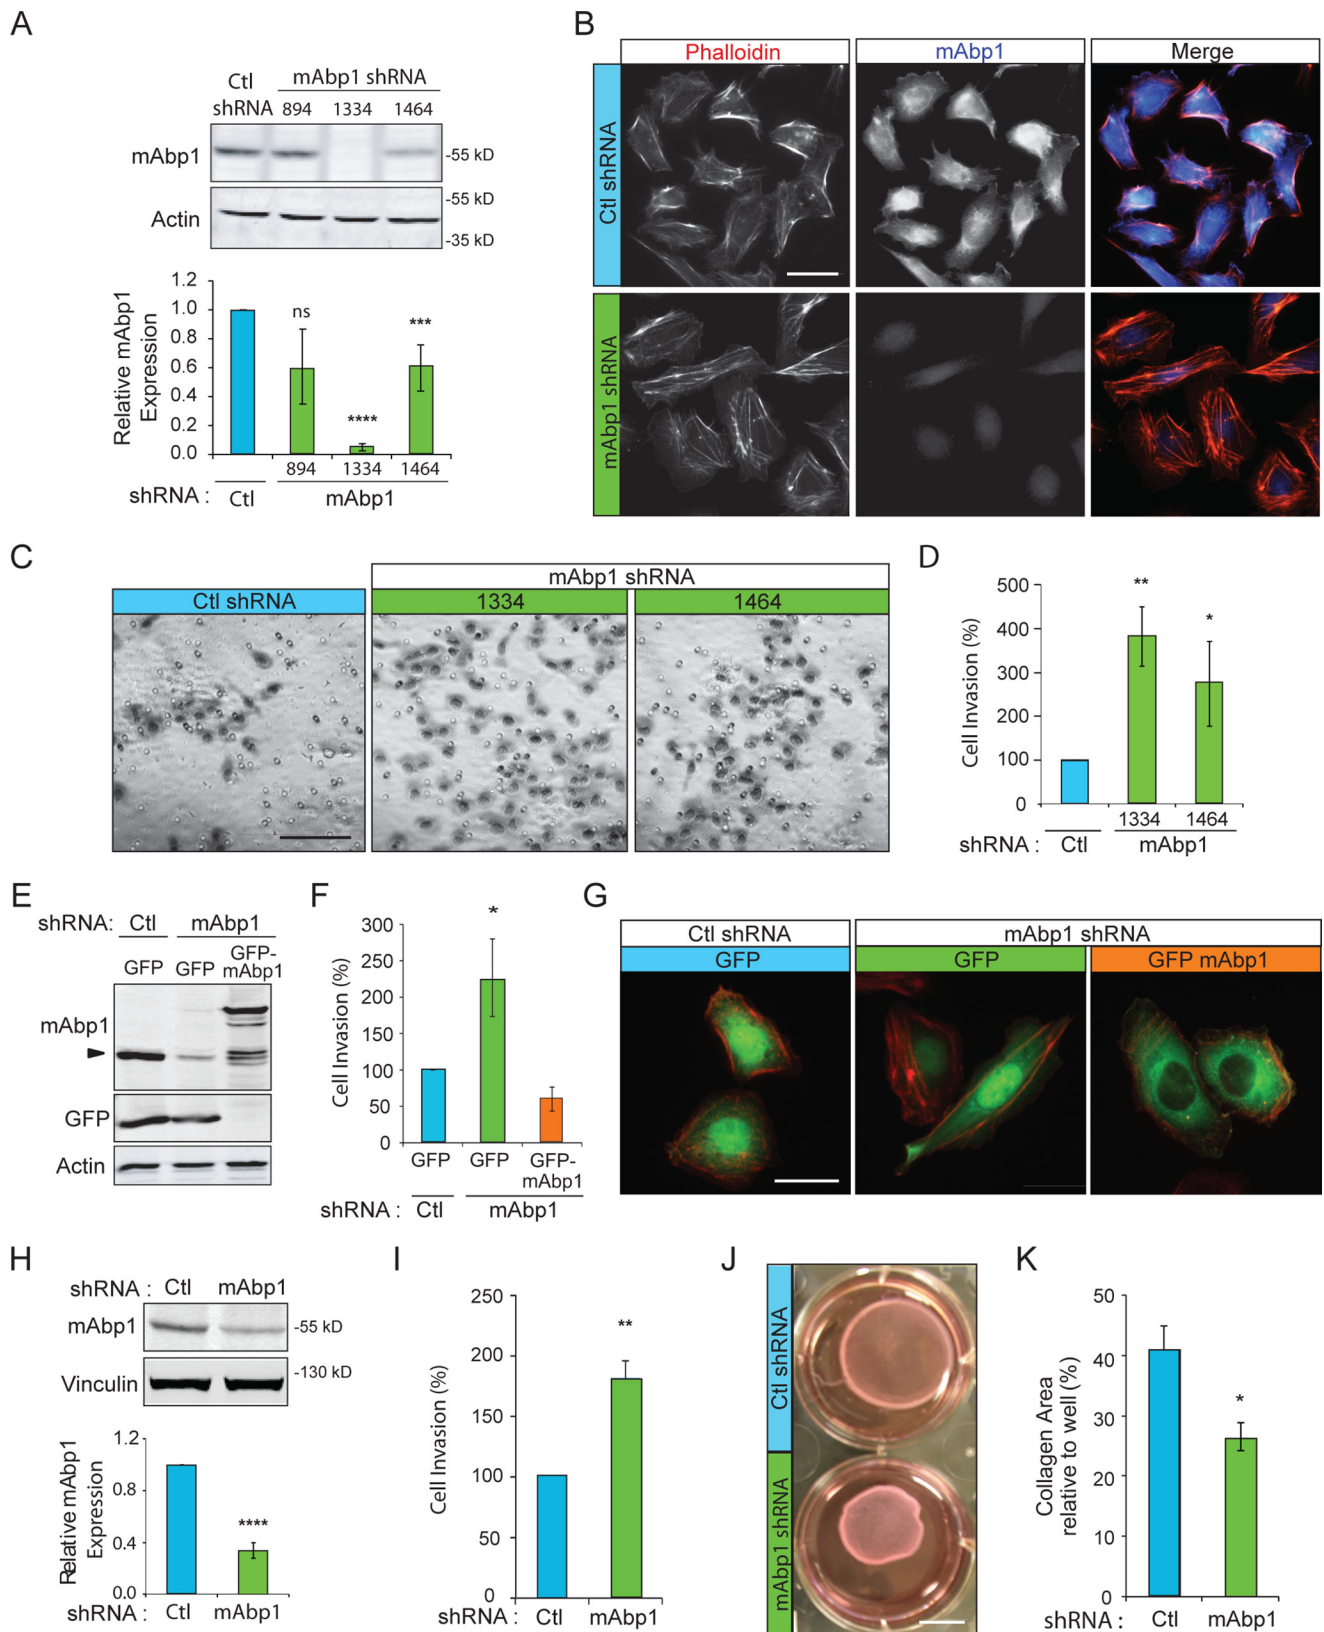 A
Ctl
shRNA
mAbp1 shRNA
894 1334 1464
mAbp1
-55 kD
-55 kD
Actin
-35 kD
Relative mAbp1
Expression
1.2
1.0
0.8
0.6
0.4
0.2
0.0
ns
****
***
894 1334 1464
shRNA : Ctl mAbp1
B
Phalloidin mAbp1 Merge
Ctl shRNA
mAbp1 shRNA
C
mAbp1 shRNA
Ctl shRNA 1334 1464
D
Cell Invasion (%)
500
400
300
200
100
0
**
*
1334 1464
shRNA : Ctl mAbp1
E
shRNA: Ctl mAbp1
GFP GFP GFP-
mAbp1
mAbp1
GFP
Actin
F
Cell Invasion (%)
300
250
200
150
100
50
0
*
GFP GFP GFP-
mAbp1
shRNA : Ctl mAbp1
G
Ctl shRNA mAbp1 shRNA
GFP GFP GFP mAbp1
H
shRNA : Ctl mAbp1
mAbp1
-55 kD
-130 kD
Vinculin
Relative mAbp1
Expression
1.2
0.8
0.4
0.0
****
shRNA : Ctl mAbp1
I
Cell Invasion (%)
250
200
150
100
50
0
**
shRNA : Ctl mAbp1
J
Ctl shRNA
mAbp1 shRNA
K
Collagen Area
relative to well (%)
50
40
30
20
10
0
*
shRNA : Ctl mAbp1